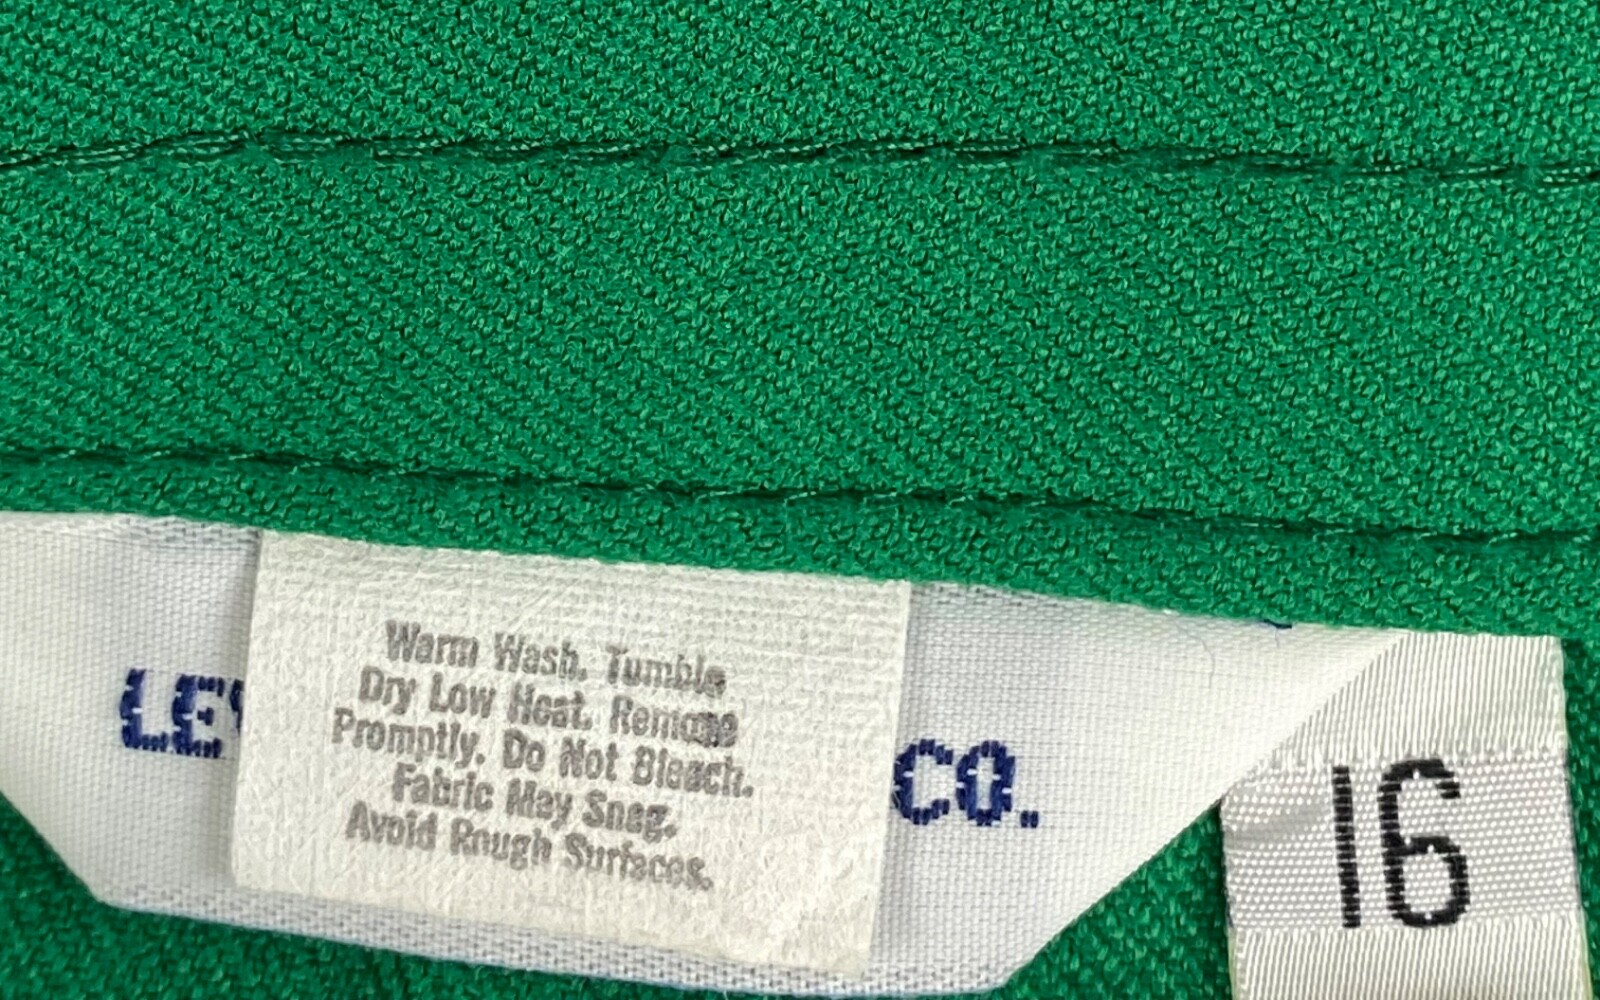 Warm Wash. Tumble
Dry Low Heat. Remove
Promptly. Do Not Bleach.
Fabric May Snag.
Avoid Rough Surfaces.
LE
CO.
16